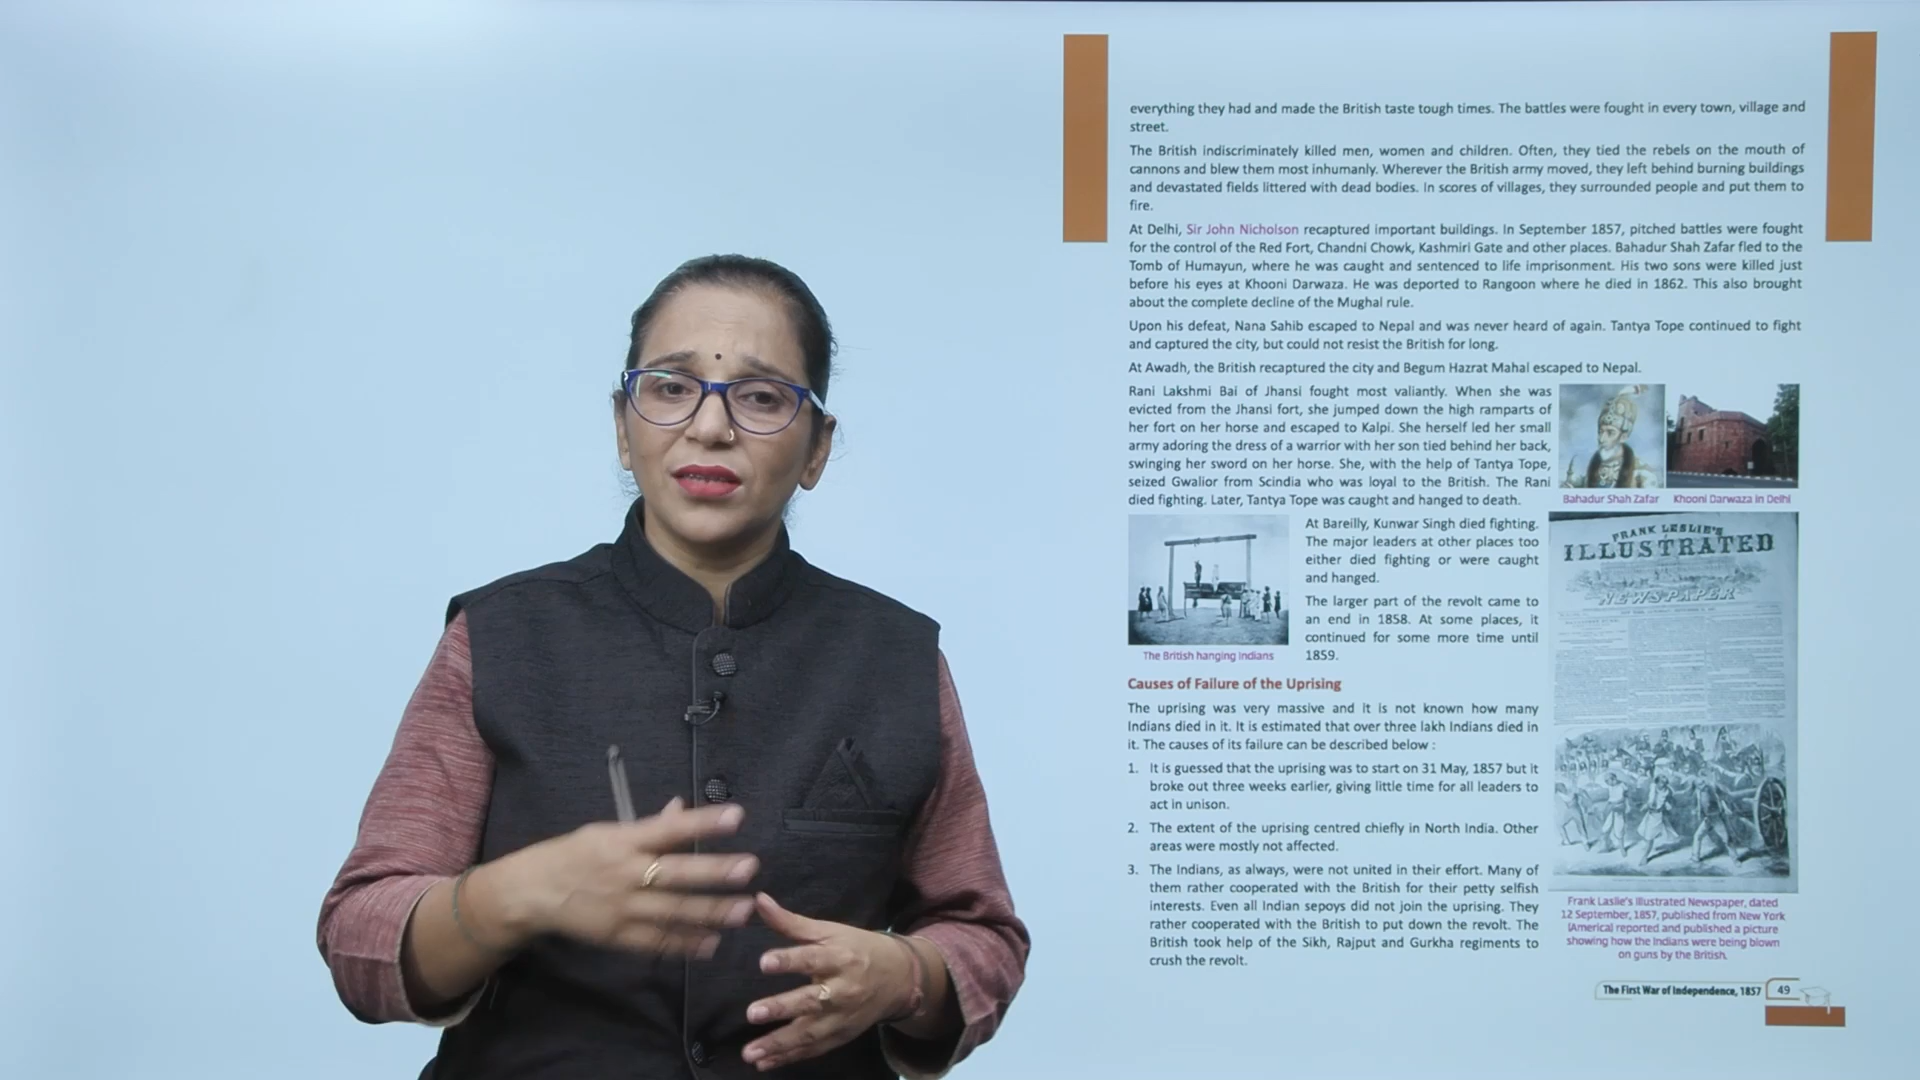 everything they had and made the British taste tough times. The battles were fought in every town, village and
street.
The British indiscriminately killed men, women and children. Often, they tied the rebels on the mouth of
cannons and blew them most inhumanly. Wherever the British army moved, they left behind burning buildings
and devastated fields littered with dead bodies. In scores of villages, they surrounded people and put them to
fire.
At Delhi, Sir John Nicholson recaptured important buildings. In September 1857, pitched battles were fought
for the control of the Red Fort, Chandni Chowk, Kashmiri Gate and other places. Bahadur Shah Zafar fled to the
Tomb of Humayun, where he was caught and sentenced to life imprisonment. His two sons were killed just
before his eyes at Khooni Darwaza. He was deported to Rangoon where he died in 1862. This also brought
about the complete decline of the Mughal rule.
Upon his defeat, Nana Sahib escaped to Nepal and was never heard of again. Tantya Tope continued to fight
and captured the city, but could not resist the British for long.
At Awadh, the British recaptured the city and Begum Hazrat Mahal escaped to Nepal.
Rani Lakshmi Bai of Jhansi fought most valiantly. When she was
evicted from the Jhansi fort, she jumped down the high ramparts of
her fort on her horse and escaped to Kalpi. She herself led her small
army adoring the dress of a warrior with her son tied behind her back,
swinging her sword on her horse. She, with the help of Tantya Tope,
seized Gwalior from Scindia who was loyal to the British. The Rani
died fighting. Later, Tantya Tope was caught and hanged to death.
Bahadur Shah Zafar
Khooni Darwaza in Delhi
At Bareilly, Kunwar Singh died fighting.
The major leaders at other places too
either died fighting or were caught
and hanged.
The larger part of the revolt came to
an end in 1858. At some places, it
continued for some more time until
1859.
The British hanging Indians
FRANK LESLIE'S
ILLUSTRATED
NEWSPAPER
Causes of Failure of the Uprising
The uprising was very massive and it is not known how many
Indians died in it. It is estimated that over three lakh Indians died in
it. The causes of its failure can be described below :
1. It is guessed that the uprising was to start on 31 May, 1857 but it
broke out three weeks earlier, giving little time for all leaders to
act in unison.
2. The extent of the uprising centred chiefly in North India. Other
areas were mostly not affected.
3. The Indians, as always, were not united in their effort. Many of
them rather cooperated with the British for their petty selfish
interests. Even all Indian sepoys did not join the uprising. They
rather cooperated with the British to put down the revolt. The
British took help of the Sikh, Rajput and Gurkha regiments to
crush the revolt.
Frank Laslie's Illustrated Newspaper, dated
12 September, 1857, published from New York
(America) reported and published a picture
showing how the Indians were being blown
on guns by the British.
The First War of Independence, 1857 49